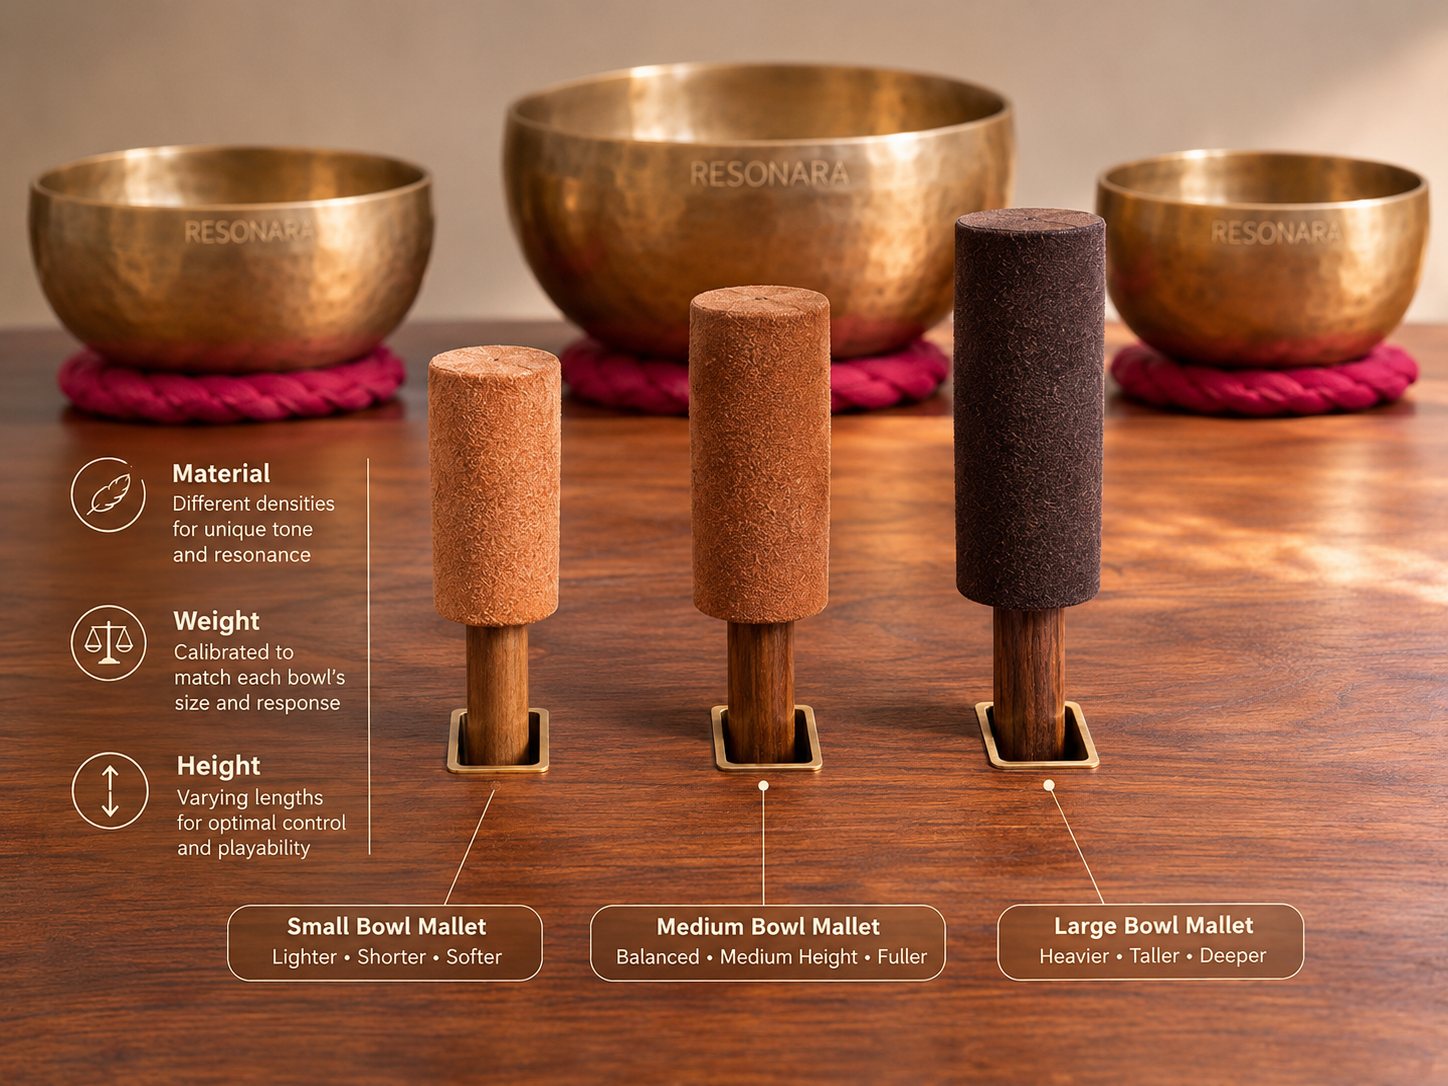 RESONARA
RESONARA
RESONARA
Material
Different densities
for unique tone
and resonance
Weight
Calibrated to
match each bowl's
size and response
Height
Varying lengths
for optimal control
and playability
Small Bowl Mallet
Lighter • Shorter • Softer
Medium Bowl Mallet
Balanced • Medium Height • Fuller
Large Bowl Mallet
Heavier • Taller • Deeper